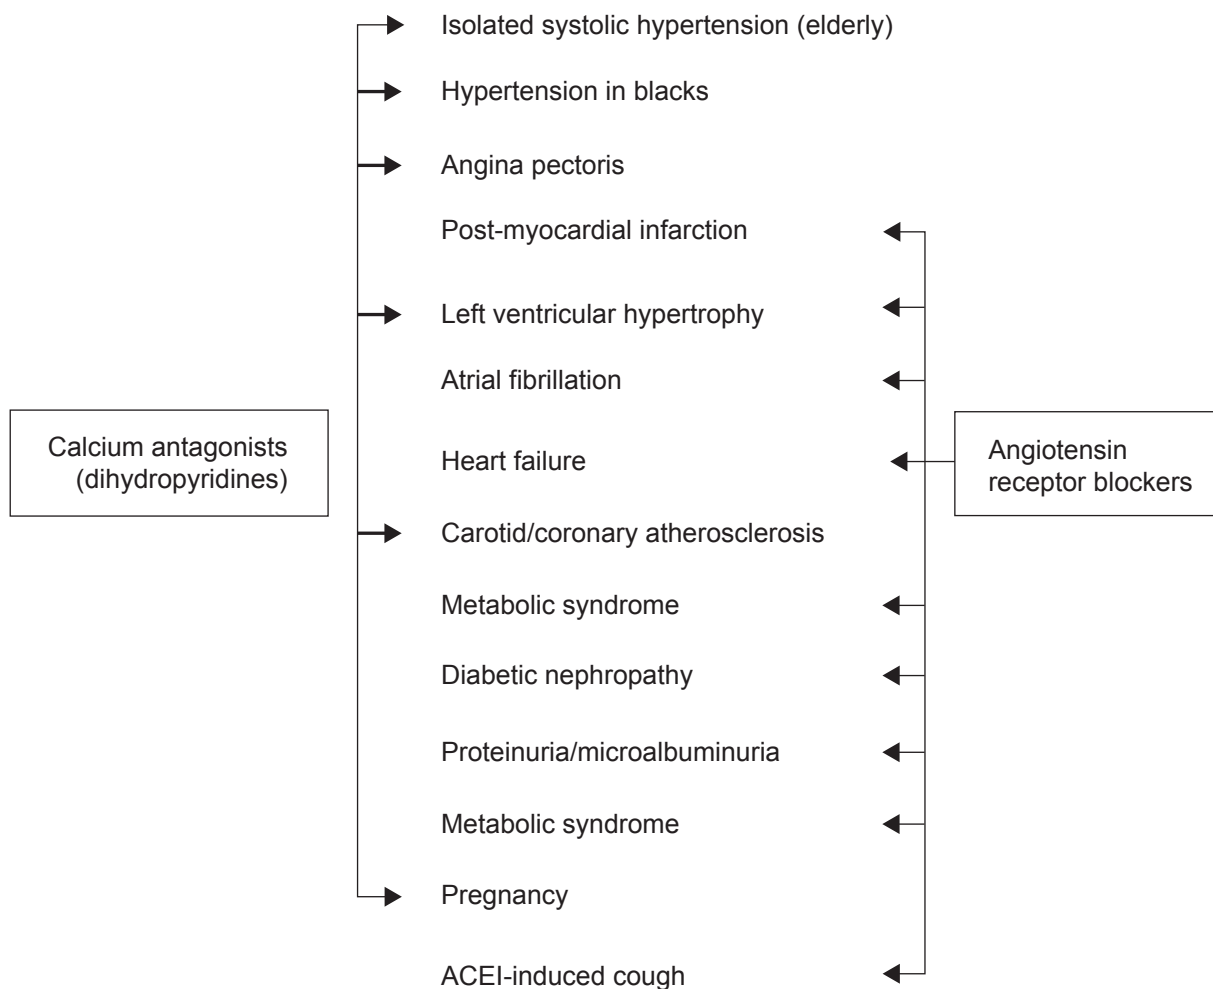 Isolated systolic hypertension (elderly)
Hypertension in blacks
Angina pectoris
Post-myocardial infarction
Left ventricular hypertrophy
Atrial fibrillation
Calcium antagonists
(dihydropyridines)
Heart failure
Angiotensin
receptor blockers
Carotid/coronary atherosclerosis
Metabolic syndrome
Diabetic nephropathy
Proteinuria/microalbuminuria
Metabolic syndrome
Pregnancy
ACEI-induced cough